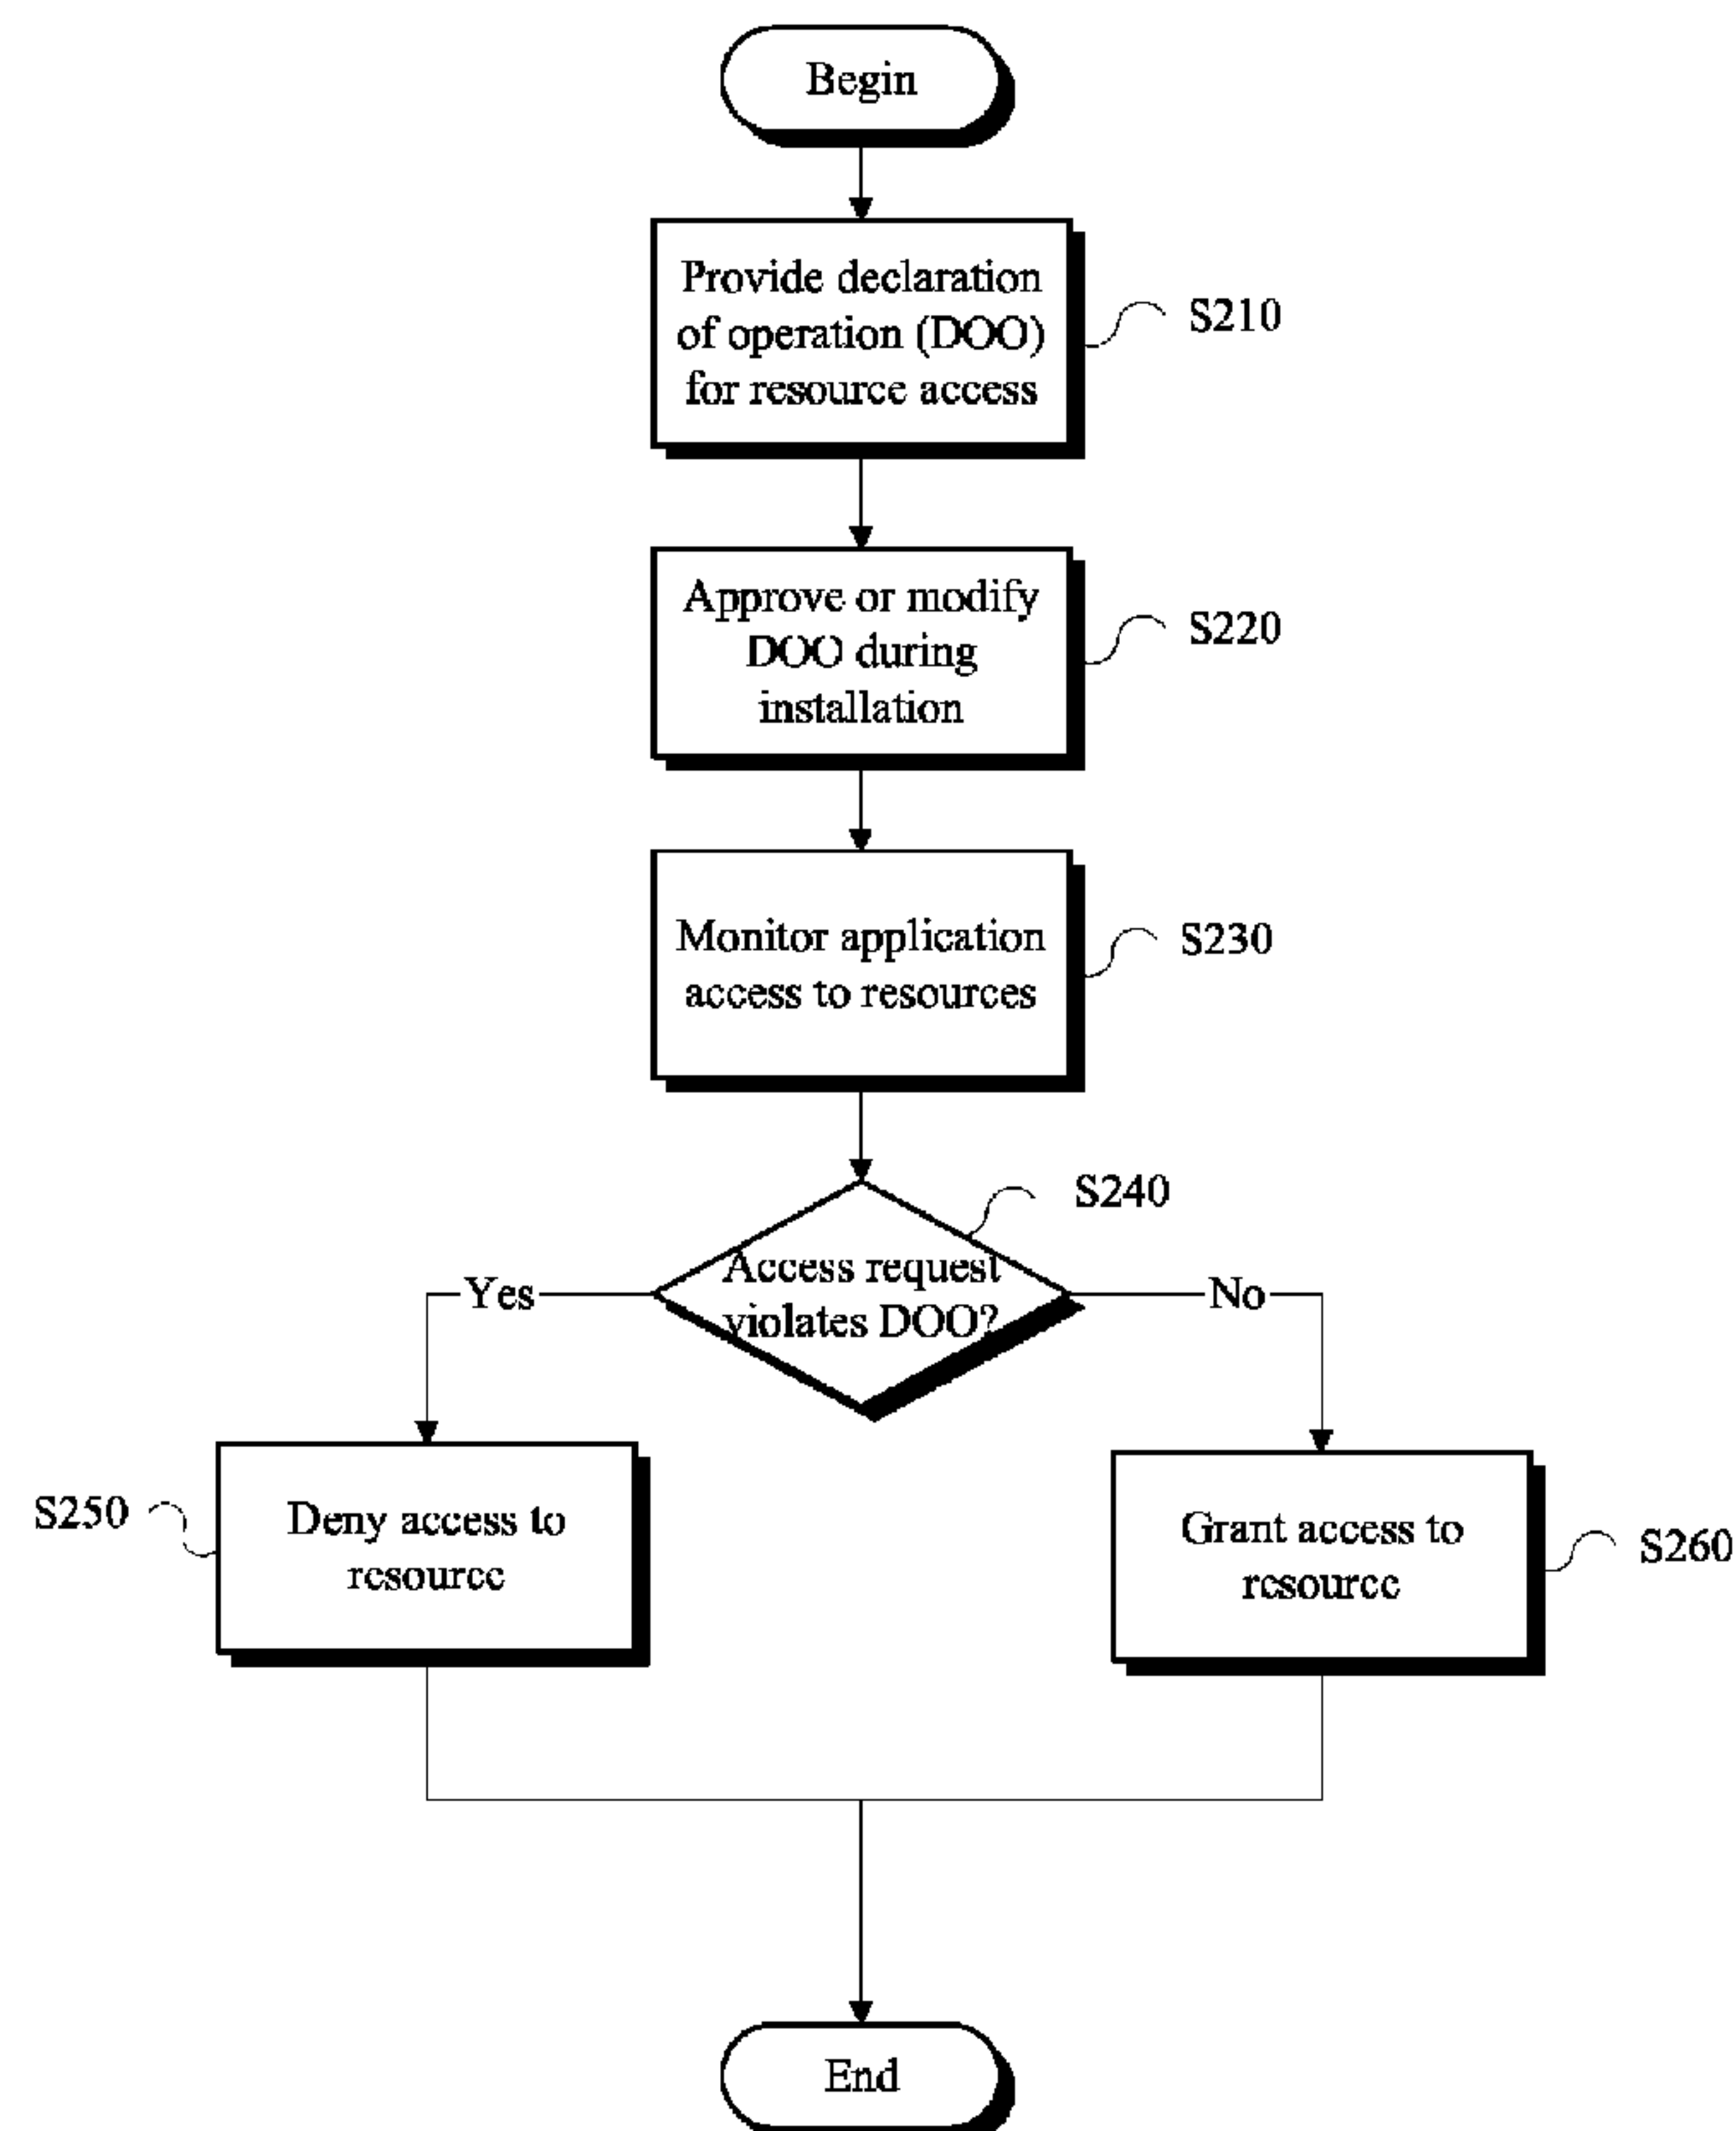 Begin
Provide declaration
of operation (DOO)
for resource access
S210
Approve or modify
DOO during
installation
S220
Monitor application
access to resources
S230
S240
Access request
violates DOO?
Yes
No
S250
Deny access to
resource
Grant access to
resource
S260
End